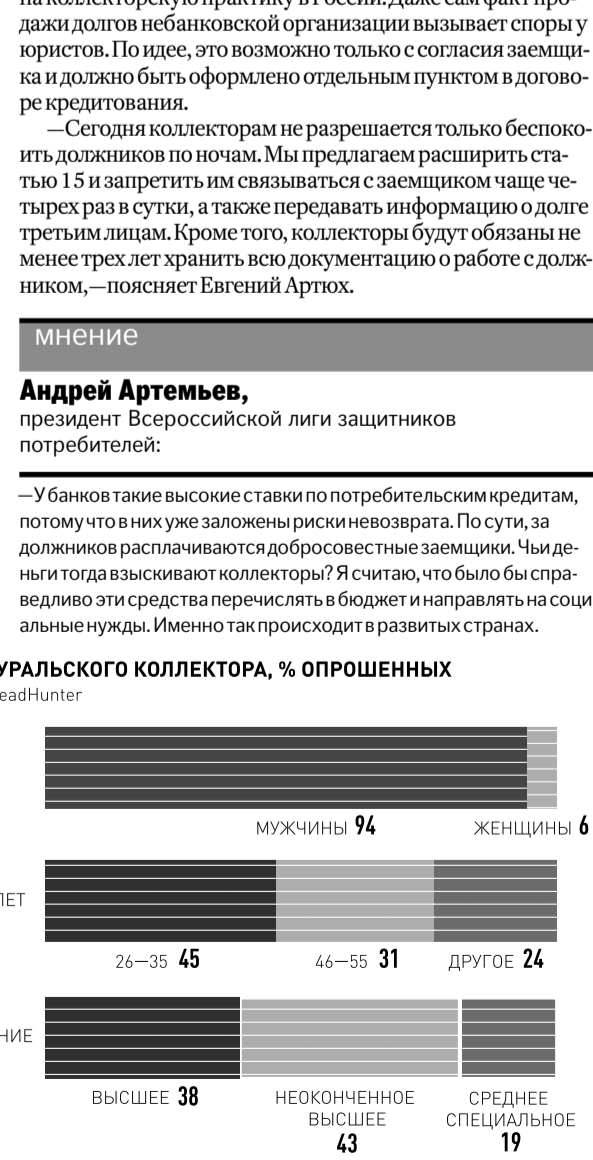 на коллекторскую практику в России. Даже сам факт про-
дажи долгов небанковской организации вызывает споры у
юристов. По идее, это возможно только с согласия заемщи-
ка и должно быть оформлено отдельным пунктом в догово-
ре кредитования.
—Сегодня коллекторам не разрешается только беспоко-
ить должников по ночам. Мы предлагаем расширить ста-
тью 15 и запретить им связываться с заемщиком чаще че-
тырех раз в сутки, а также передавать информацию о долге
третьим лицам. Кроме того, коллекторы будут обязаны не
менее трех лет хранить всю документацию о работе с долж-
ником,—поясняет Евгений Артюх.
мнение
Андрей Артемьев,
президент Всероссийской лиги защитников
потребителей:
—У банков такие высокие ставки по потребительским кредитам,
потому что в них уже заложены риски невозврата. По сути, за
должников расплачиваются добросовестные заемщики. Чьи де-
ньги тогда взыскивают коллекторы? Я считаю, что было бы спра-
ведливо эти средства перечислять в бюджет и направлять на соци
альные нужды. Именно так происходит в развитых странах.
УРАЛЬСКОГО КОЛЛЕКТОРА, % ОПРОШЕННЫХ
eadHunter
МУЖЧИНЫ 94 ЖЕНЩИНЫ 6
ЛЕТ
26—35 45 46—55 31 ДРУГОЕ 24
НИЕ
ВЫСШЕЕ 38 НЕОКОНЧЕННОЕ ВЫСШЕЕ 43 СРЕДНЕЕ СПЕЦИАЛЬНОЕ 19